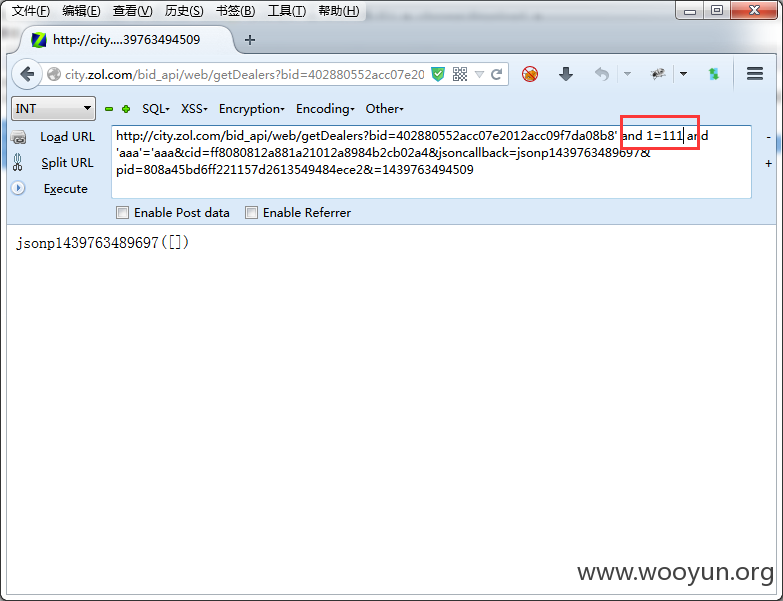 文件(F) 编辑(E) 查看(V) 历史(S) 书签(B) 工具(T) 帮助(H)
http://city....39763494509
city.zol.com/bid_api/web/getDealers?bid=402880552acc07e20
INT SQL XSS Encryption Encoding Other
Load URL
Split URL
Execute
http://city.zol.com/bid_api/web/getDealers?bid=402880552acc07e2012acc09f7da08b8' and 1=111 and
'aaa'='aaa&cid=ff8080812a881a21012a8984b2cb02a4&jsoncallback=jsonp1439763489697&
pid=808a45bd6ff221157d2613549484ece2&=1439763494509
Enable Post data Enable Referrer
jsonp1439763489697([])
www.wooyun.org